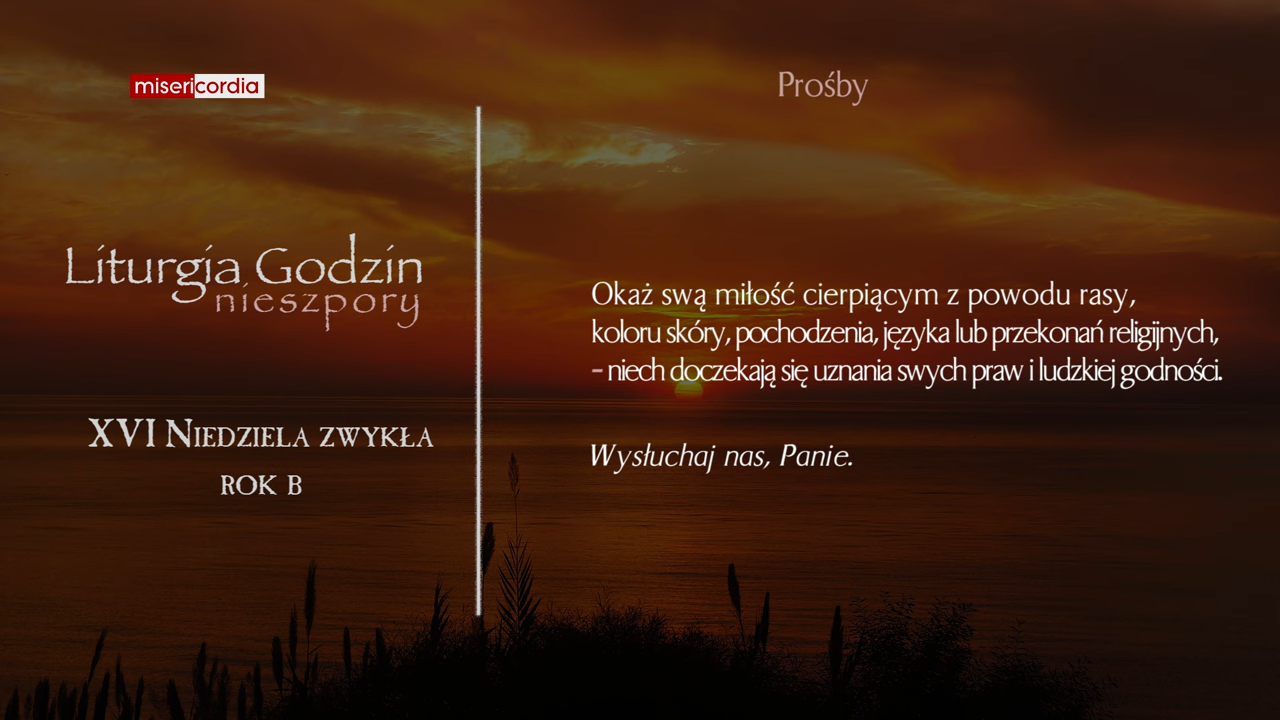 misericordia
Liturgia Godzin
nieszpory
XVI Niedziela zwykła
rok B
Prośby
Okaż swą miłość cierpiącym z powodu rasy,
koloru skóry, pochodzenia, języka lub przekonań religijnych,
- niech doczekają się uznania swych praw i ludzkiej godności.
Wysłuchaj nas, Panie.